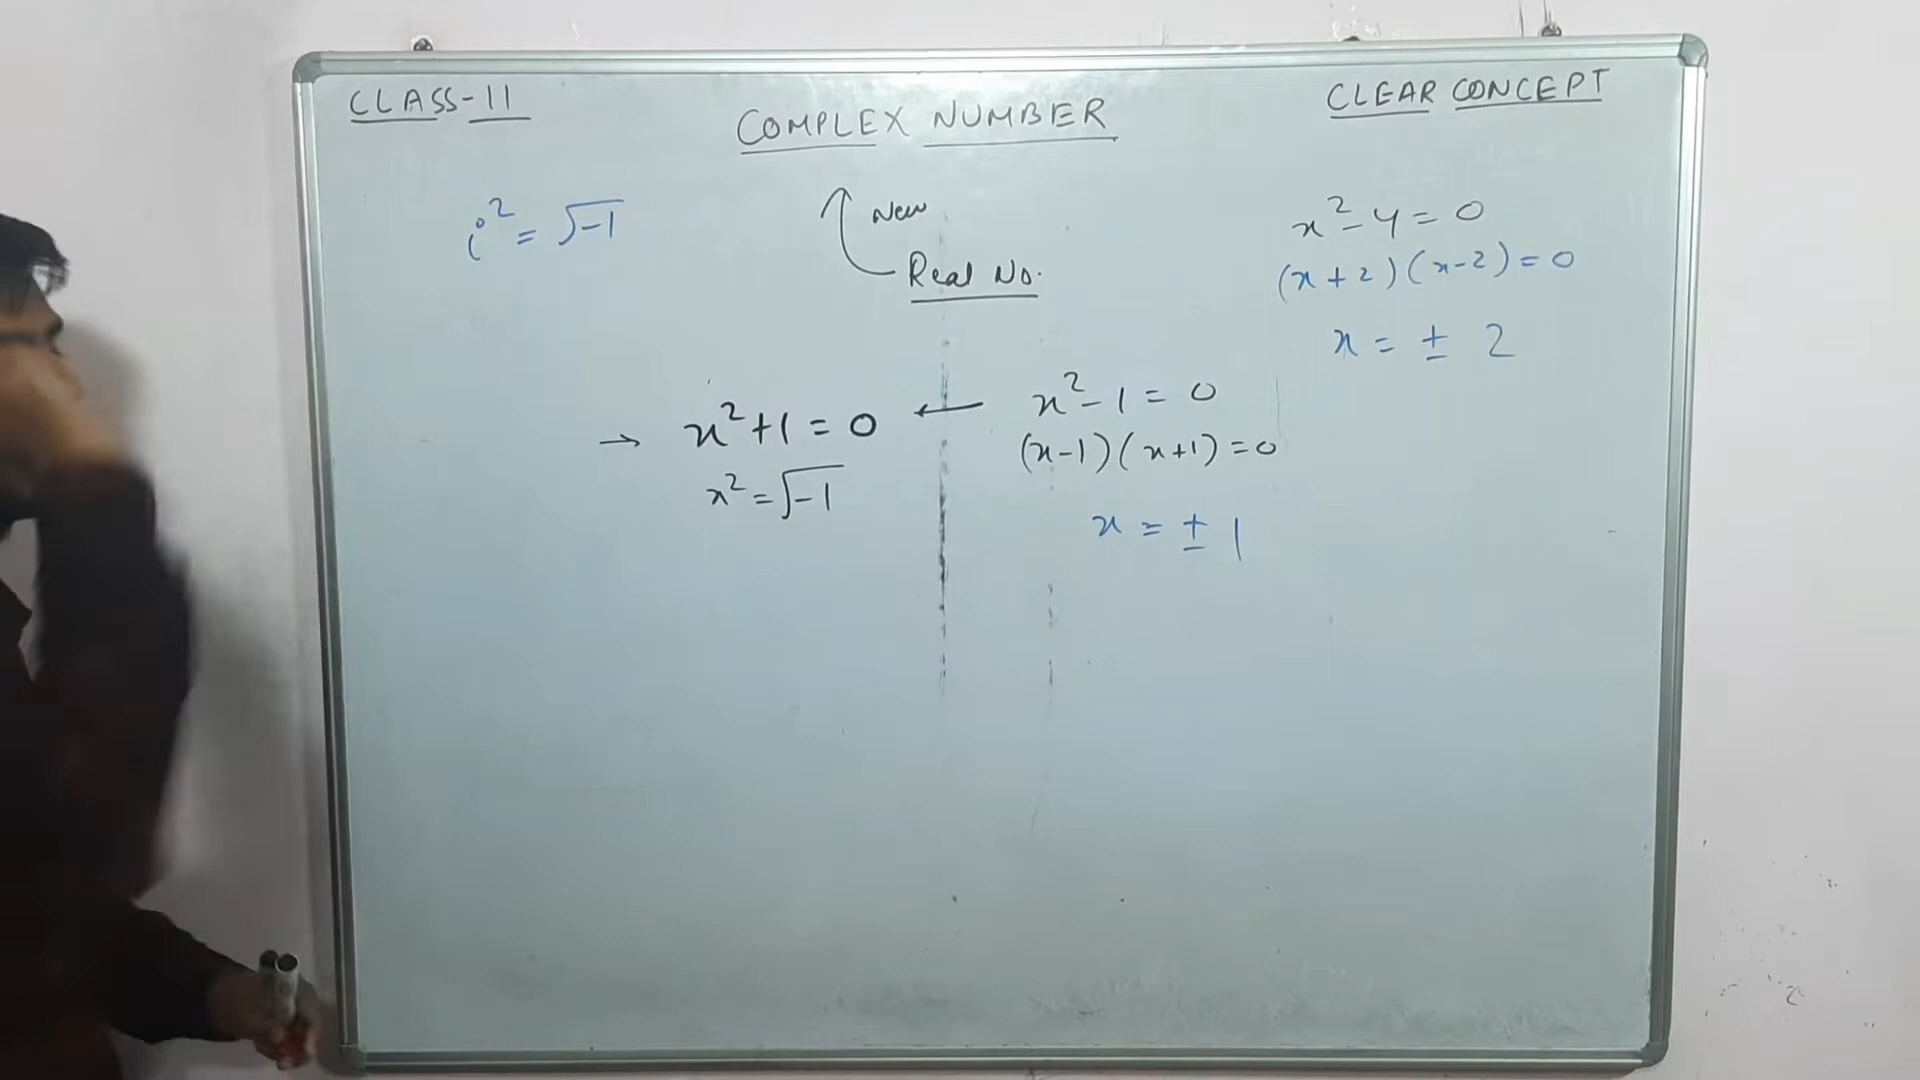 CLASS-11
COMPLEX NUMBER
CLEAR CONCEPT
i² = √-1
New
Real No.
x² - 4 = 0
(x + 2) (x - 2) = 0
x = ± 2
→ x² + 1 = 0 ←
x² = √-1
x² - 1 = 0
(x - 1) (x + 1) = 0
x = ± 1